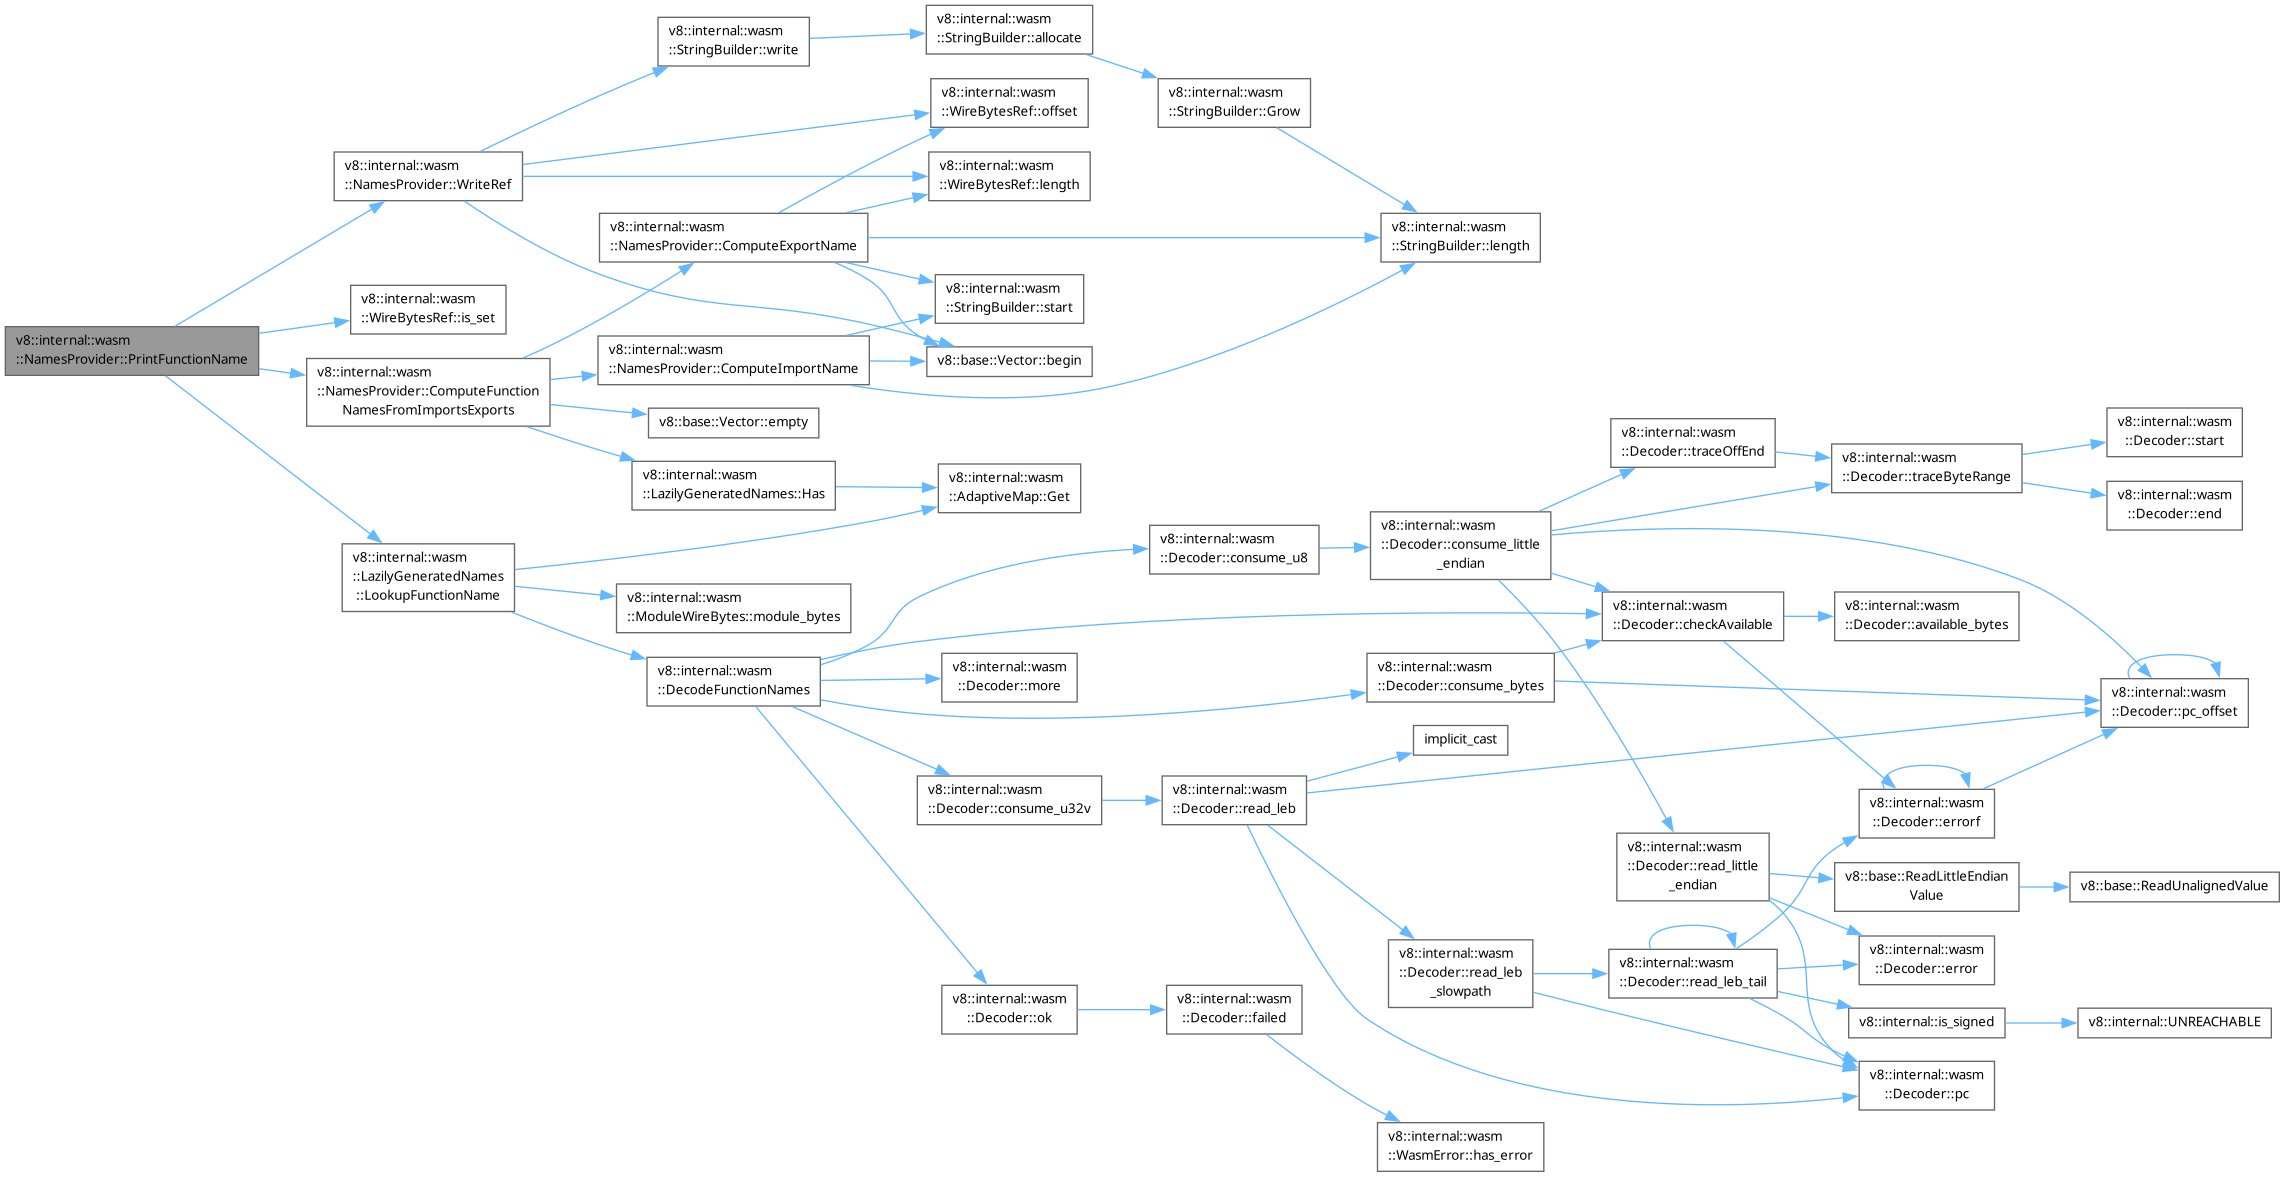 v8::internal::wasm
::NamesProvider::PrintFunctionName
v8::internal::wasm
::NamesProvider::WriteRef
v8::internal::wasm
::WireBytesRef::is_set
v8::internal::wasm
::NamesProvider::ComputeFunction
NamesFromImportsExports
v8::internal::wasm
::LazilyGeneratedNames
::LookupFunctionName
v8::internal::wasm
::StringBuilder::write
v8::internal::wasm
::NamesProvider::ComputeExportName
v8::internal::wasm
::NamesProvider::ComputeImportName
v8::base::Vector::empty
v8::internal::wasm
::LazilyGeneratedNames::Has
v8::internal::wasm
::ModuleWireBytes::module_bytes
v8::internal::wasm
::DecodeFunctionNames
v8::internal::wasm
::StringBuilder::allocate
v8::internal::wasm
::WireBytesRef::offset
v8::internal::wasm
::WireBytesRef::length
v8::internal::wasm
::StringBuilder::start
v8::base::Vector::begin
v8::internal::wasm
::AdaptiveMap::Get
v8::internal::wasm
::Decoder::more
v8::internal::wasm
::Decoder::consume_u32v
v8::internal::wasm
::Decoder::ok
v8::internal::wasm
::StringBuilder::Grow
v8::internal::wasm
::Decoder::consume_u8
v8::internal::wasm
::Decoder::read_leb
v8::internal::wasm
::Decoder::failed
v8::internal::wasm
::StringBuilder::length
v8::internal::wasm
::Decoder::consume_little
_endian
v8::internal::wasm
::Decoder::consume_bytes
implicit_cast
v8::internal::wasm
::Decoder::read_leb
_slowpath
v8::internal::wasm
::WasmError::has_error
v8::internal::wasm
::Decoder::traceOffEnd
v8::internal::wasm
::Decoder::checkAvailable
v8::internal::wasm
::Decoder::read_little
_endian
v8::internal::wasm
::Decoder::read_leb_tail
v8::internal::wasm
::Decoder::traceByteRange
v8::internal::wasm
::Decoder::available_bytes
v8::internal::wasm
::Decoder::errorf
v8::base::ReadLittleEndian
Value
v8::internal::wasm
::Decoder::error
v8::internal::is_signed
v8::internal::wasm
::Decoder::pc
v8::internal::wasm
::Decoder::start
v8::internal::wasm
::Decoder::end
v8::internal::wasm
::Decoder::pc_offset
v8::base::ReadUnalignedValue
v8::internal::UNREACHABLE